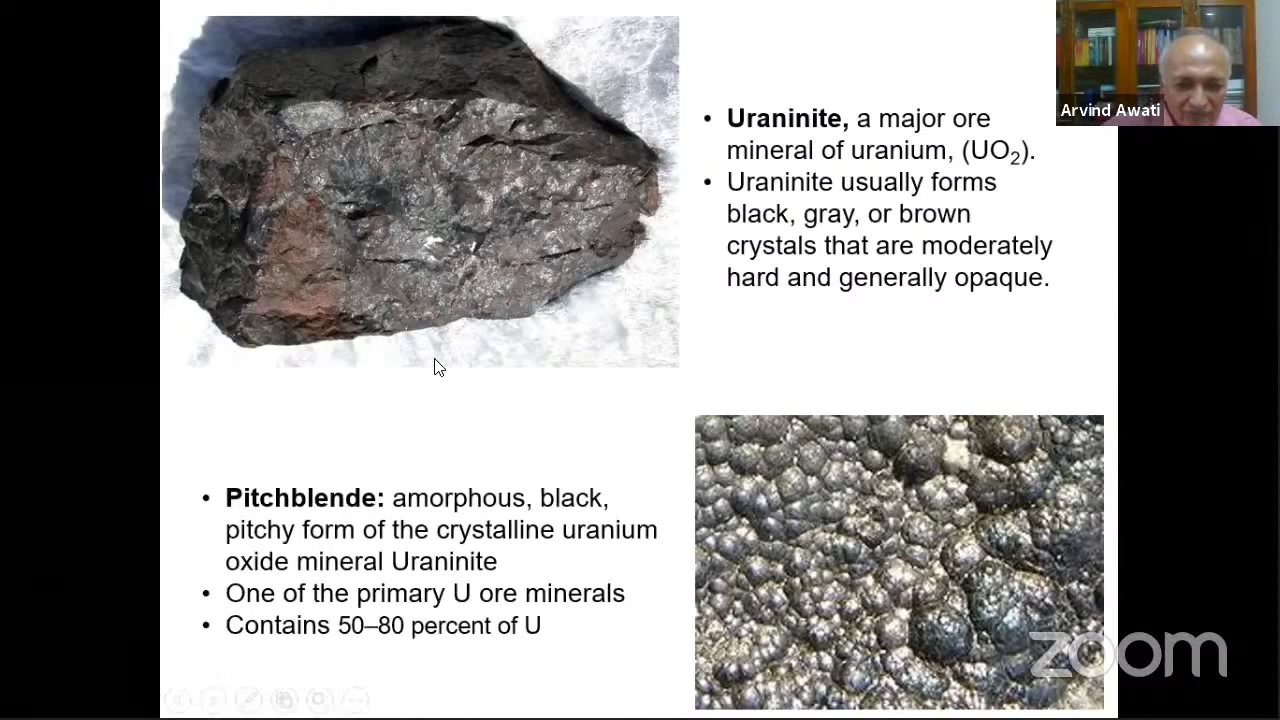 Arvind Awati
• Uraninite, a major ore
mineral of uranium, (UO₂).
• Uraninite usually forms
black, gray, or brown
crystals that are moderately
hard and generally opaque.
• Pitchblende: amorphous, black,
pitchy form of the crystalline uranium
oxide mineral Uraninite
• One of the primary U ore minerals
• Contains 50–80 percent of U
zoom